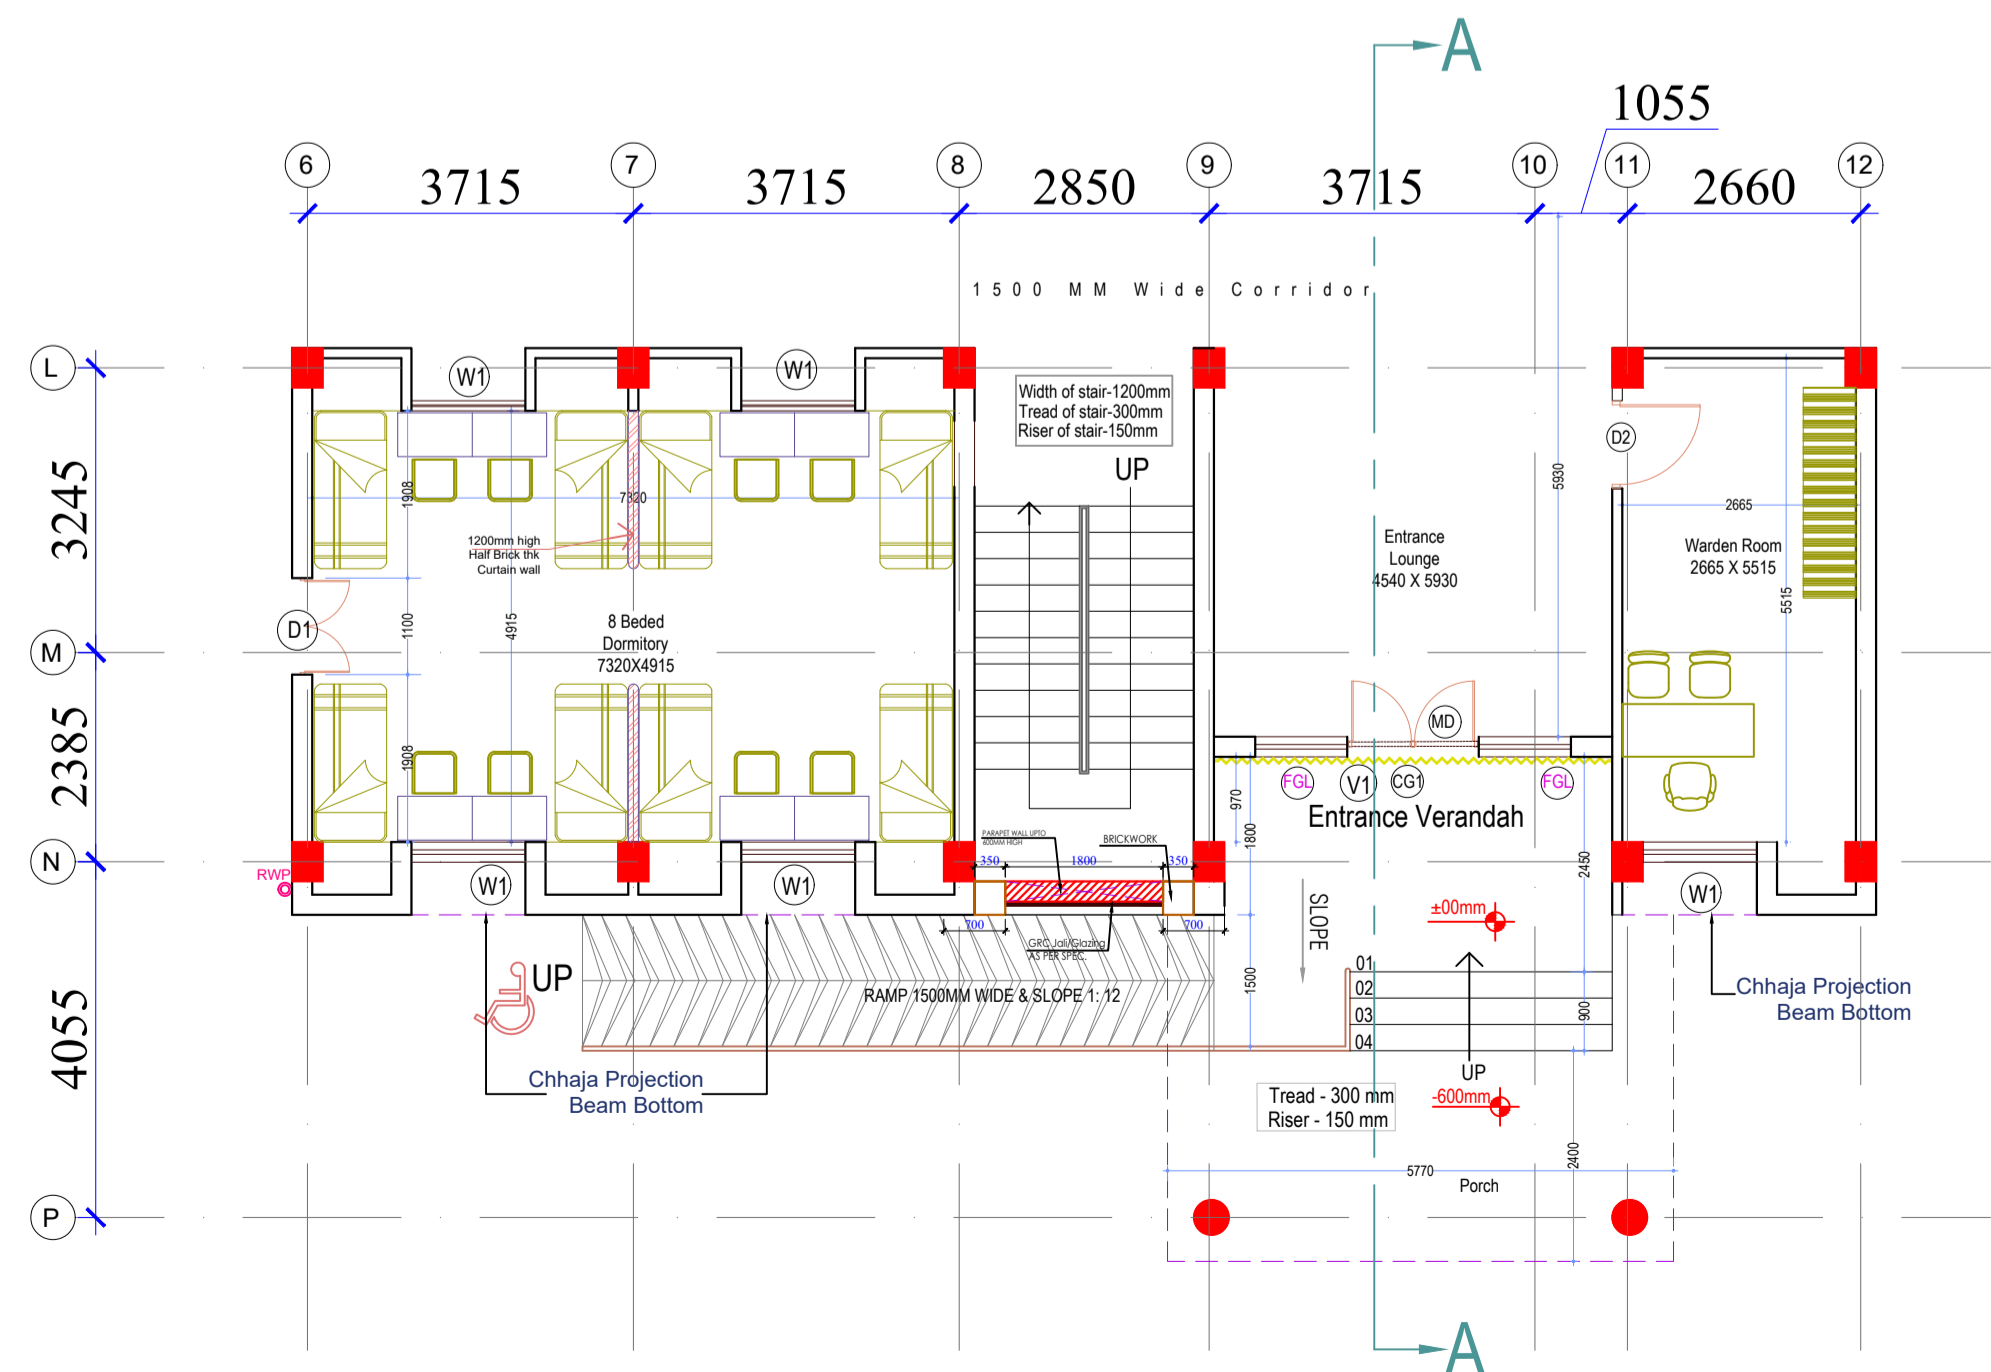 A
1055
6
7
8
9
10
11
12
3715
3715
2850
3715
2660
1500 MM Wide Corridor
L
M
N
P
3245
2385
4055
W1
W1
Width of stair-1200mm
Tread of stair-300mm
Riser of stair-150mm
UP
D2
5930
1908
7320
2665
1200mm high
Half Brick thk
Curtain wall
Entrance
Lounge
4540 X 5930
Warden Room
2665 X 5515
5515
D1
1100
4915
8 Beded
Dormitory
7320X4915
1908
MD
FGL
V1
CG1
FGL
Entrance Verandah
970
1800
2450
PARAPET WALL UPTO
600MM HIGH
BRICKWORK
350
1800
350
RWP
W1
W1
W1
SLOPE
±00mm
700
700
GRC Jali/Glazing
AS PER SPEC.
UP
RAMP 1500MM WIDE & SLOPE 1: 12
1500
01
02
03
04
900
Chhaja Projection
Beam Bottom
UP
Chhaja Projection
Beam Bottom
Tread - 300 mm
Riser - 150 mm
-600mm
2400
5770
Porch
A